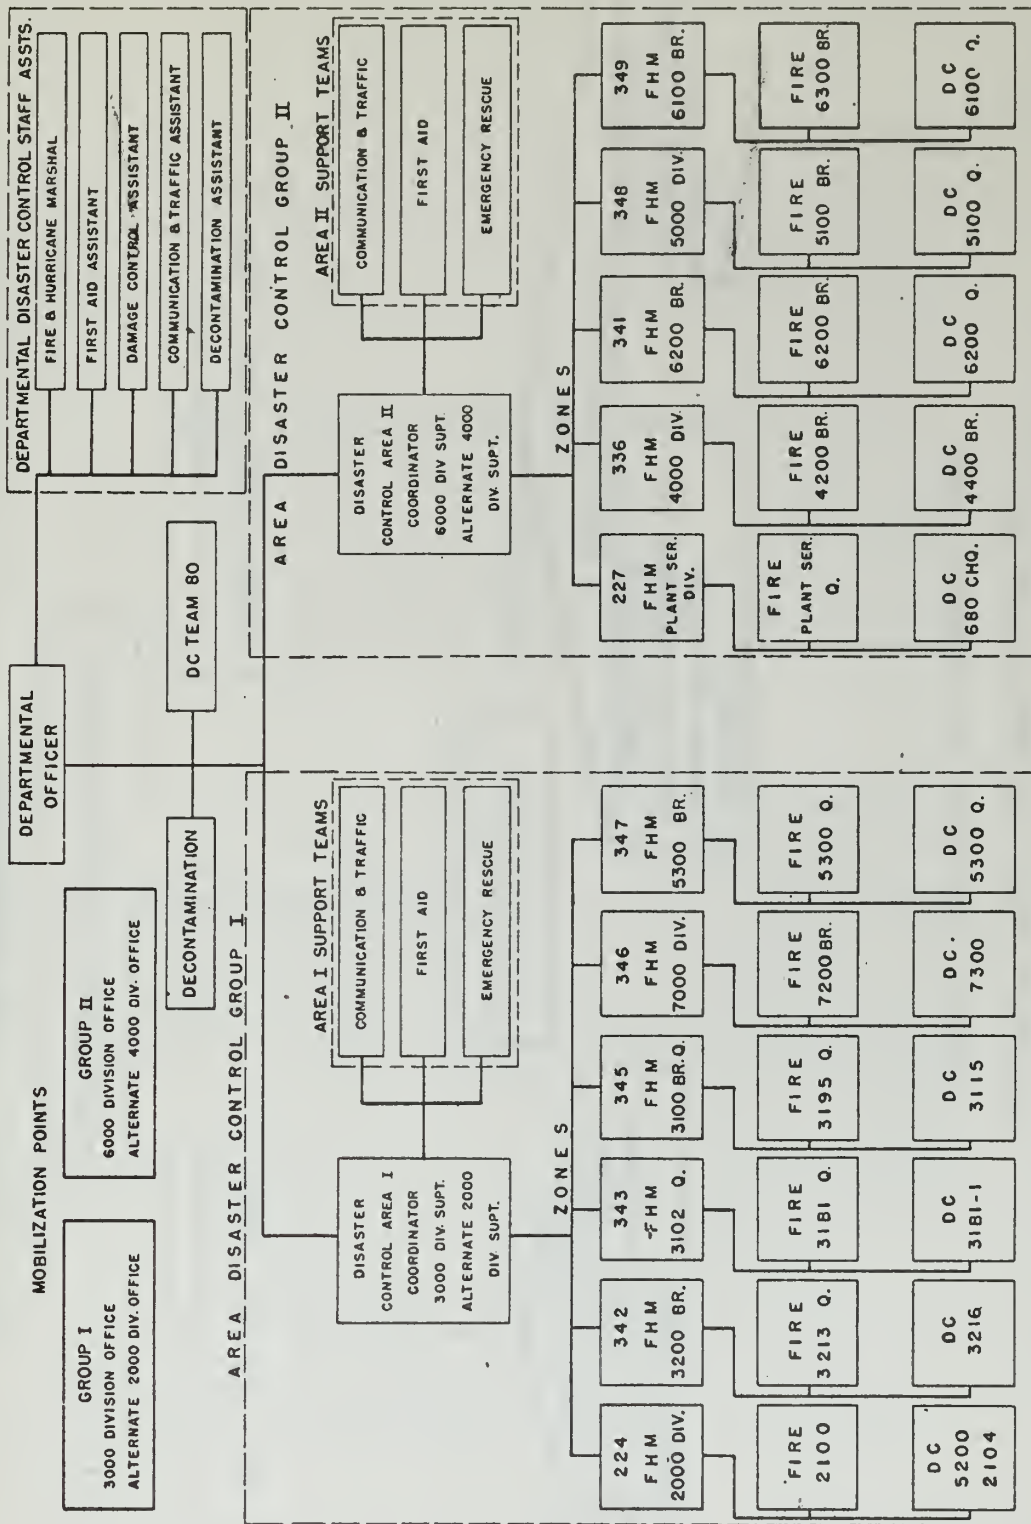 MOBILIZATION POINTS
GROUP I
3000 DIVISION OFFICE
ALTERNATE 2000 DIV. OFFICE
GROUP II
6000 DIVISION OFFICE
ALTERNATE 4000 DIV. OFFICE
DEPARTMENTAL
OFFICER
DECONTAMINATION
DC TEAM 80
DEPARTMENTAL DISASTER CONTROL STAFF ASSTS.
FIRE & HURRICANE MARSHAL
FIRST AID ASSISTANT
DAMAGE CONTROL ASSISTANT
COMMUNICATION & TRAFFIC ASSISTANT
DECONTAMINATION ASSISTANT
AREA DISASTER CONTROL GROUP I
DISASTER
CONTROL AREA I
COORDINATOR
3000 DIV. SUPT.
ALTERNATE 2000
DIV. SUPT.
AREA I SUPPORT TEAMS
COMMUNICATION & TRAFFIC
FIRST AID
EMERGENCY RESCUE
ZONES
224
FHM
2000 DIV.
FIRE
2100
DC
5200
2104
342
FHM
3200 BR.
FIRE
3213 Q.
DC
3216
343
FHM
3102 Q.
FIRE
31B1 Q.
DC
31B1-1
345
FHM
3100 BR.Q.
FIRE
3195 Q.
DC
3115
346
FHM
7000 DIV.
FIRE
7200 BR.
DC.
7300
347
FHM
5300 BR.
FIRE
5300 Q.
DC
5300 Q.
AREA DISASTER CONTROL GROUP II
DISASTER
CONTROL AREA II
COORDINATOR
6000 DIV SUPT.
ALTERNATE 4000
DIV. SUPT.
AREA II SUPPORT TEAMS
COMMUNICATION & TRAFFIC
FIRST AID
EMERGENCY RESCUE
ZONES
227
FHM
PLANT SER.
DIV.
FIRE
PLANT SER.
Q.
DC
680 CHQ.
336
FHM
4000 DIV.
FIRE
4200 BR.
DC
4400 BR.
341
FHM
6200 BR.
FIRE
6200 BR.
DC
6200 Q.
348
FHM
5000 DIV.
FIRE
5100 BR.
DC
5100 Q.
349
FHM
6100 BR.
FIRE
6300 BR.
DC
6100 Q.